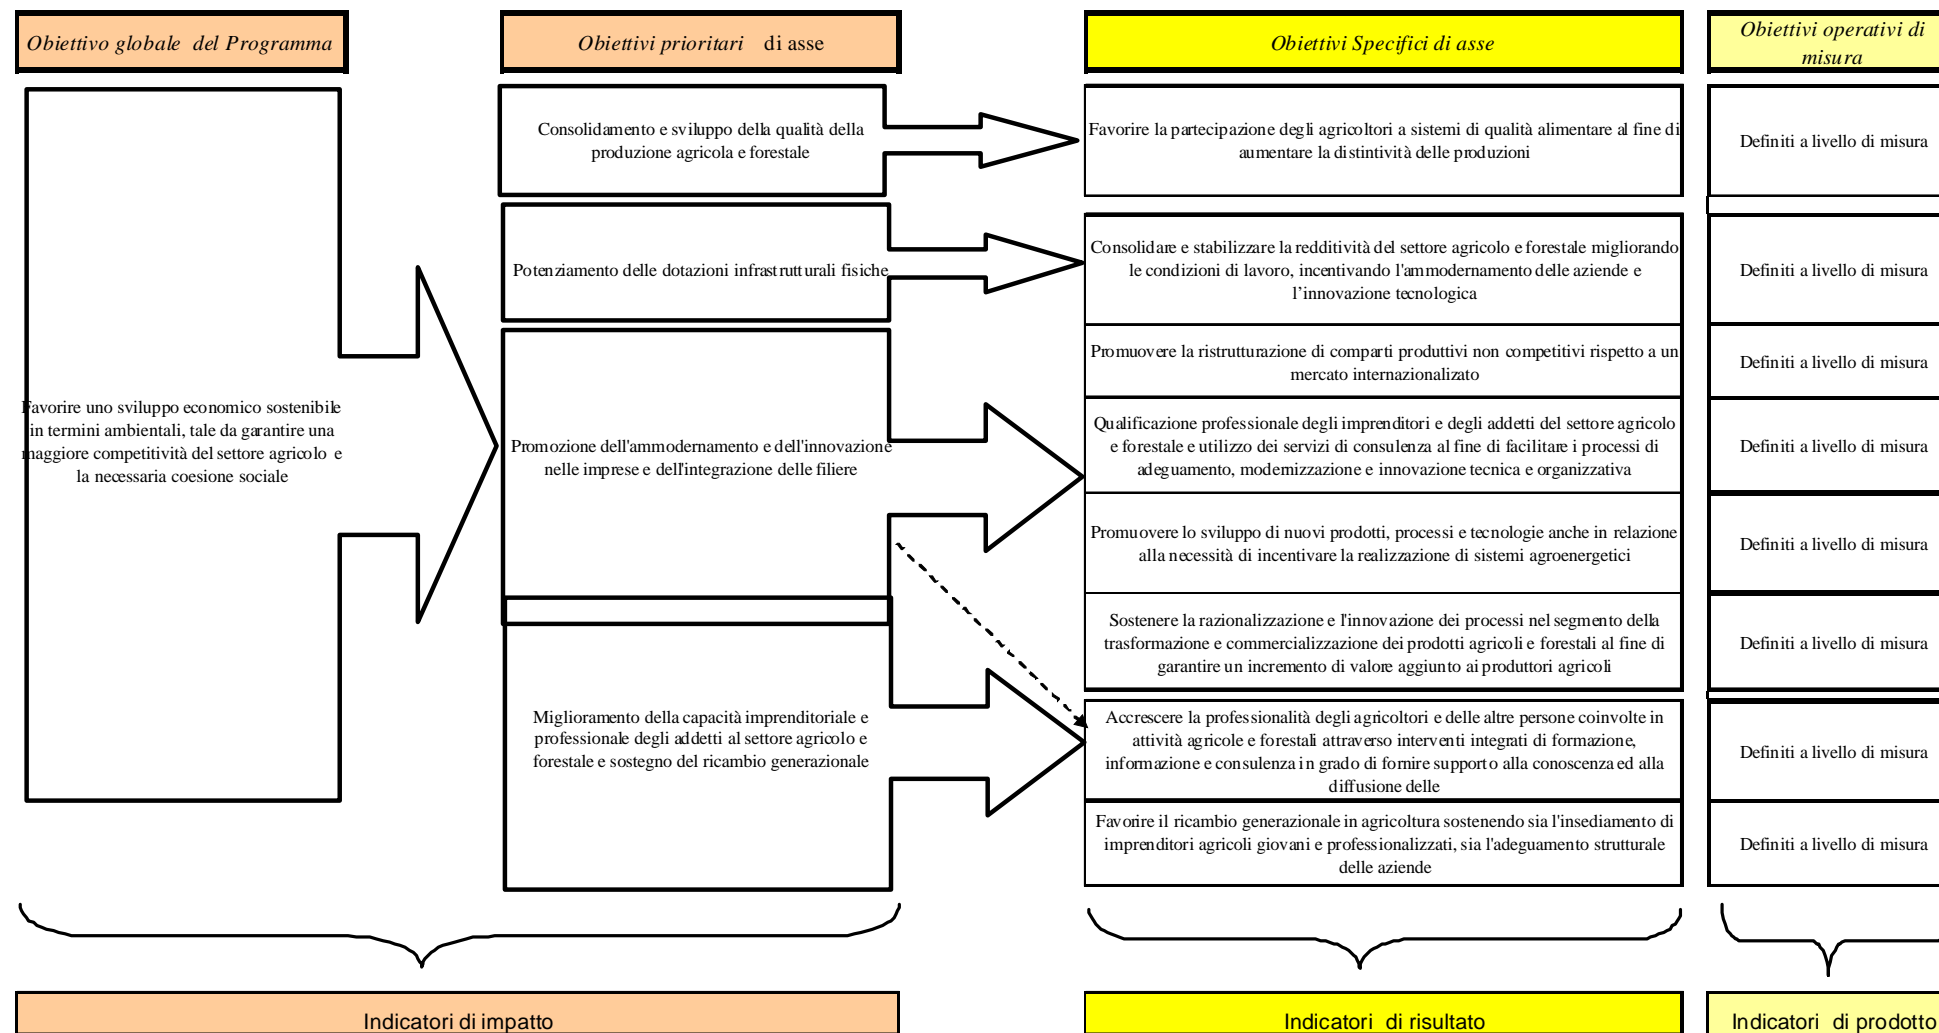 Obiettivo globale del Programma
Obiettivi prioritari di asse
Obiettivi Specifici di asse
Obiettivi operativi di
misura
Favorire uno sviluppo economico sostenibile
in termini ambientali, tale da garantire una
maggiore competitività del settore agricolo e
la necessaria coesione sociale
Consolidamento e sviluppo della qualità della
produzione agricola e forestale
Favorire la partecipazione degli agricoltori a sistemi di qualità alimentare al fine di
aumentare la distintività delle produzioni
Definiti a livello di misura
Potenziamento delle dotazioni infrastrutturali fisiche
Consolidare e stabilizzare la redditività del settore agricolo e forestale migliorando
le condizioni di lavoro, incentivando l'ammodernamento delle aziende e
l’innovazione tecnologica
Definiti a livello di misura
Promuovere la ristrutturazione di comparti produttivi non competitivi rispetto a un
mercato internazionalizato
Definiti a livello di misura
Promozione dell'ammodernamento e dell'innovazione
nelle imprese e dell'integrazione delle filiere
Qualificazione professionale degli imprenditori e degli addetti del settore agricolo
e forestale e utilizzo dei servizi di consulenza al fine di facilitare i processi di
adeguamento, modernizzazione e innovazione tecnica e organizzativa
Definiti a livello di misura
Promuovere lo sviluppo di nuovi prodotti, processi e tecnologie anche in relazione
alla necessità di incentivare la realizzazione di sistemi agroenergetici
Definiti a livello di misura
Sostenere la razionalizzazione e l'innovazione dei processi nel segmento della
trasformazione e commercializzazione dei prodotti agricoli e forestali al fine di
garantire un incremento di valore aggiunto ai produttori agricoli
Definiti a livello di misura
Miglioramento della capacità imprenditoriale e
professionale degli addetti al settore agricolo e
forestale e sostegno del ricambio generazionale
Accrescere la professionalità degli agricoltori e delle altre persone coinvolte in
attività agricole e forestali attraverso interventi integrati di formazione,
informazione e consulenza in grado di fornire supporto alla conoscenza ed alla
diffusione delle
Definiti a livello di misura
Favorire il ricambio generazionale in agricoltura sostenendo sia l'insediamento di
imprenditori agricoli giovani e professionalizzati, sia l'adeguamento strutturale
delle aziende
Definiti a livello di misura
Indicatori di impatto
Indicatori di risultato
Indicatori di prodotto